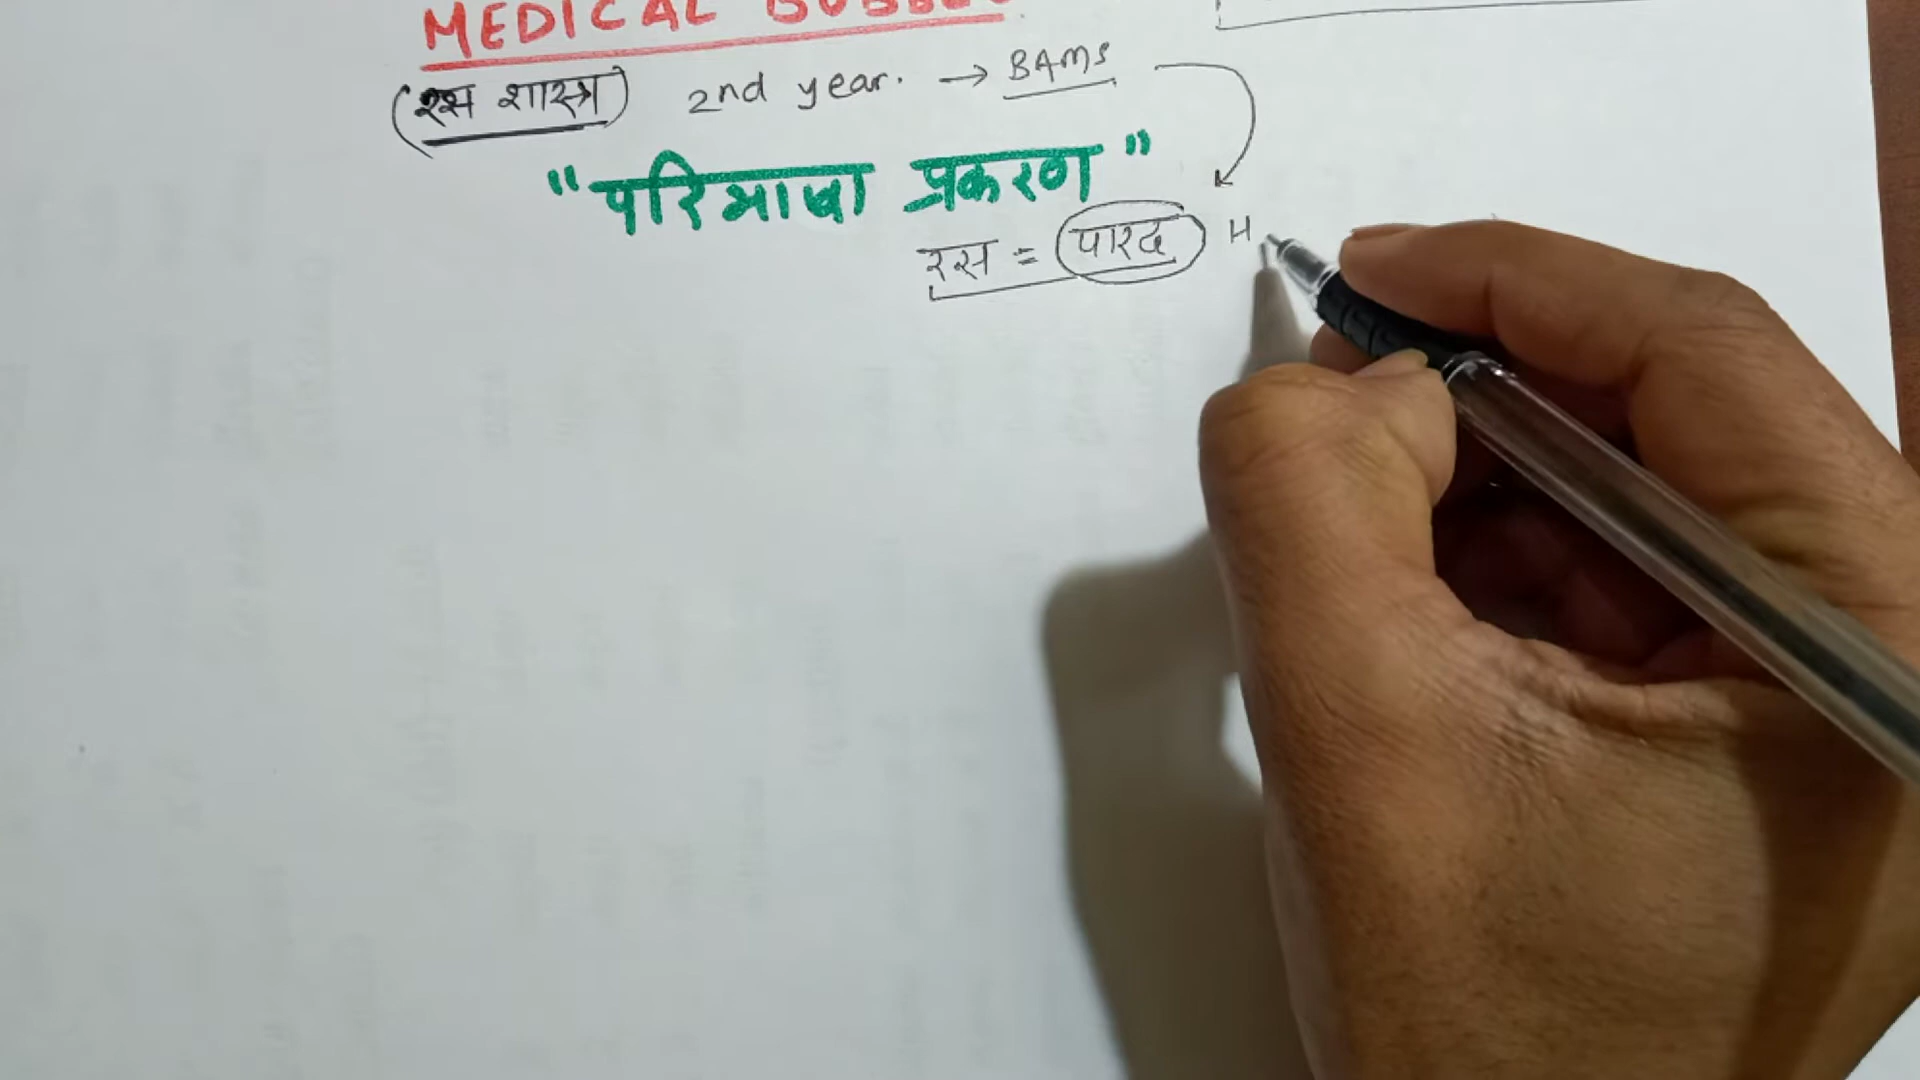 MEDICAL
(रस शास्त्र) 2nd year. → BAMS
"परिभाषा प्रकरण"
रस = पारद H